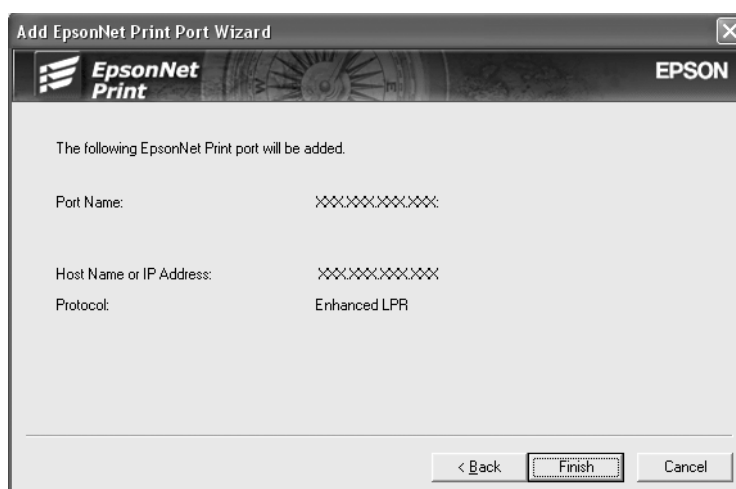 Add EpsonNet Print Port Wizard
EpsonNet
Print
EPSON
The following EpsonNet Print port will be added.
Port Name: XXX.XXX.XXX.XXX:
Host Name or IP Address: XXX.XXX.XXX.XXX
Protocol: Enhanced LPR
< Back Finish Cancel